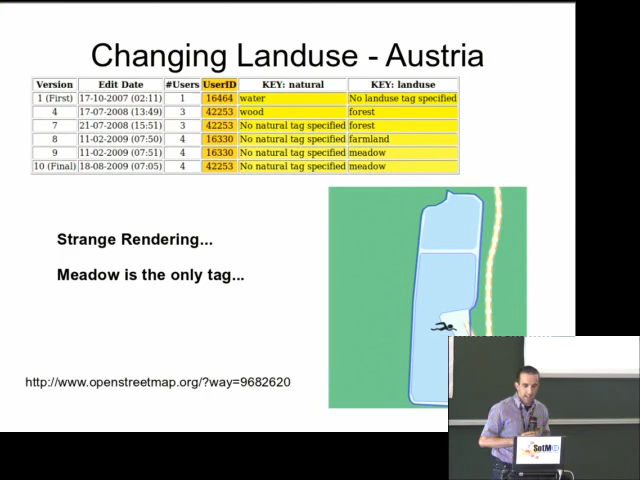 Changing Landuse - Austria
Version Edit Date #Users UserID KEY: natural KEY: landuse
1 (First) 17-10-2007 (02:11) 1 16464 water No landuse tag specified
4 17-07-2008 (13:49) 3 42253 wood forest
7 21-07-2008 (15:51) 3 42253 No natural tag specified forest
8 11-02-2009 (07:50) 4 16330 No natural tag specified farmland
9 11-02-2009 (07:51) 4 16330 No natural tag specified meadow
10 (Final) 18-08-2009 (07:05) 4 42253 No natural tag specified meadow
Strange Rendering...
Meadow is the only tag...
http://www.openstreetmap.org/?way=9682620
SotM